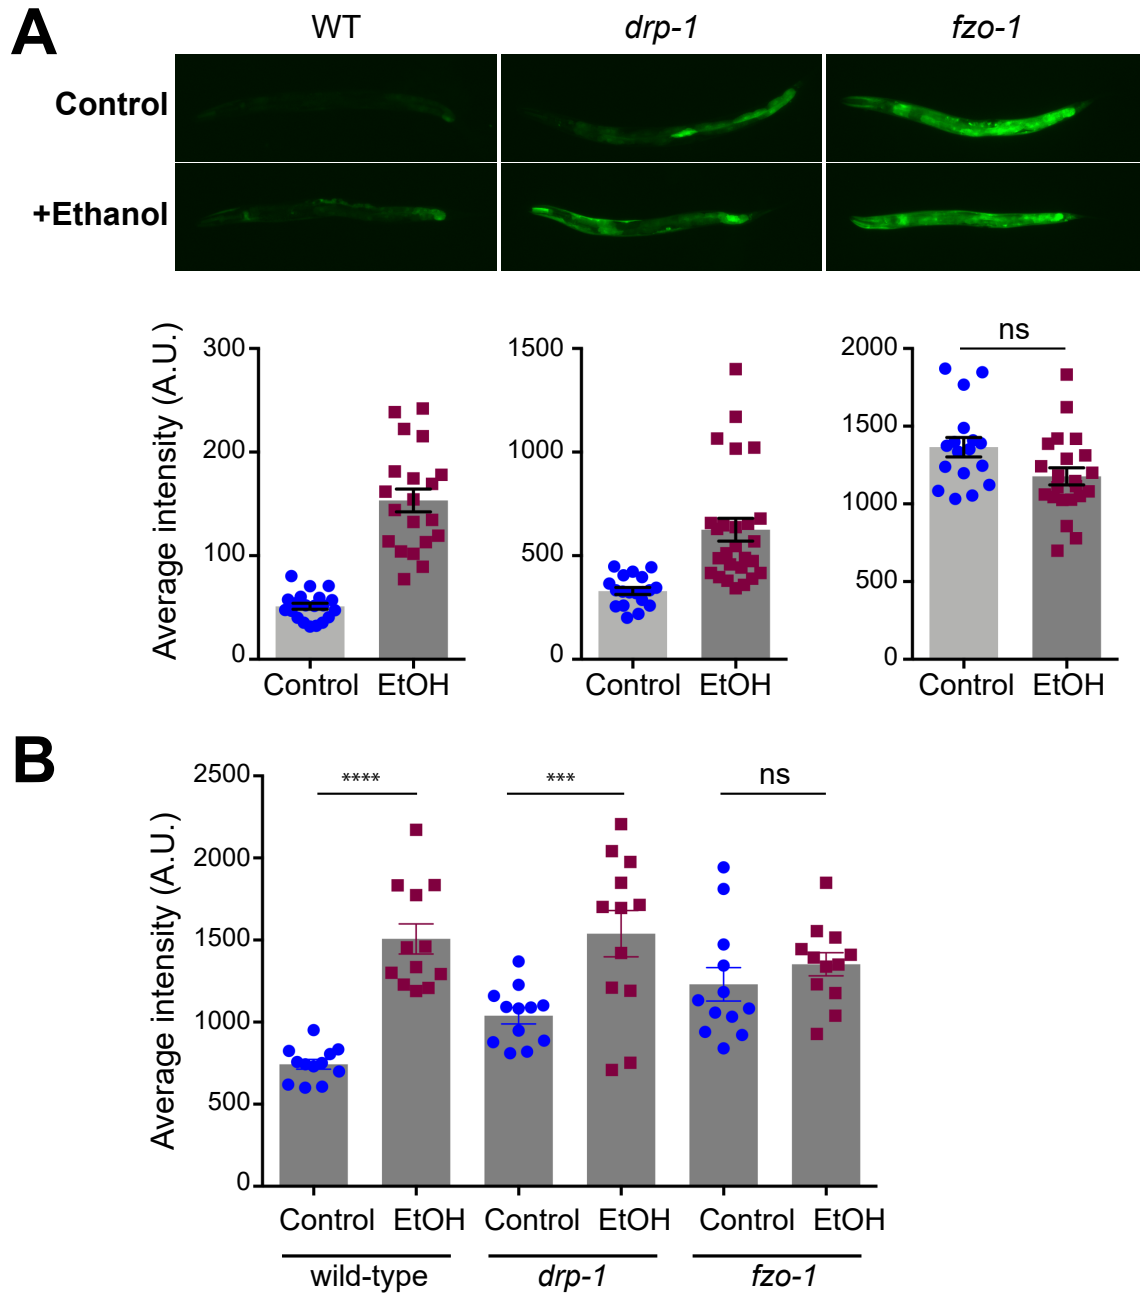 A
WT drp-1 fzo-1
Control
+Ethanol
Average intensity (A.U.)
300
200
100
0
Control EtOH
1500
1000
500
0
Control EtOH
ns
2000
1500
1000
500
0
Control EtOH
B
Average intensity (A.U.)
2500
2000
1500
1000
500
0
**** *** ns
Control EtOH Control EtOH Control EtOH
wild-type drp-1 fzo-1